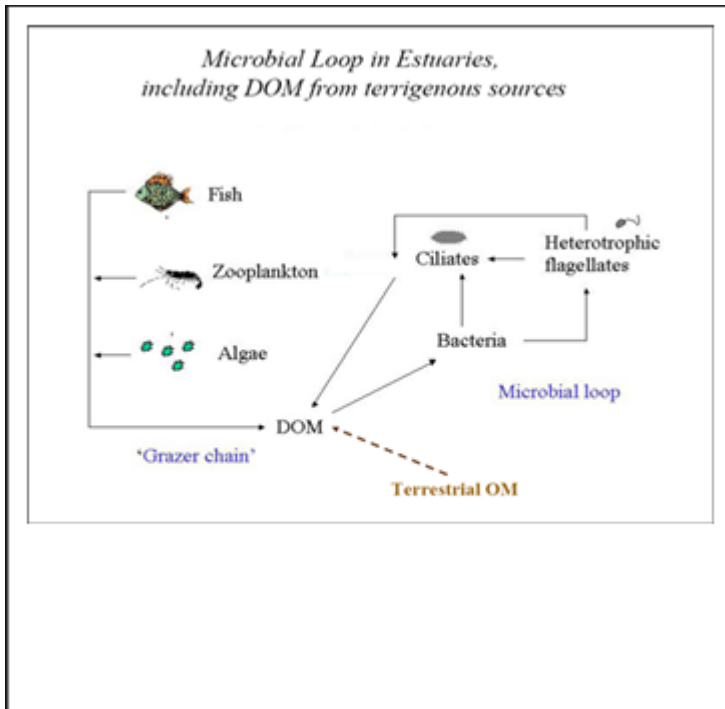 Microbial Loop in Estuaries,
including DOM from terrigenous sources
Fish
Zooplankton
Algae
Ciliates
Heterotrophic
flagellates
Bacteria
Microbial loop
DOM
'Grazer chain'
Terrestrial OM